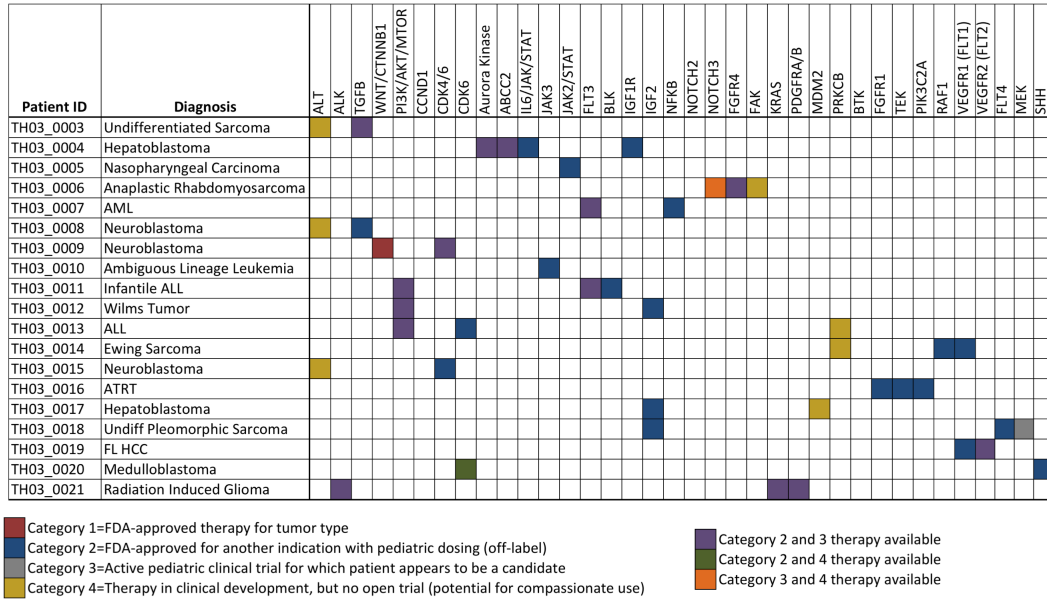 Patient ID Diagnosis ALT ALK TGFB WNT/CTNNB1 PI3K/AKT/MTOR CCND1 CDK4/6 CDK6 Aurora Kinase ABCC2 IL6/JAK/STAT JAK3 JAK2/STAT FLT3 BLK IGF1R IGF2 NFKB NOTCH2 NOTCH3 FGFR4 FAK KRAS PDGFRA/B MDM2 PRKCB BTK FGFR1 TEK PIK3C2A RAF1 VEGFR1 (FLT1) VEGFR2 (FLT2) FLT4 MEK SHH
TH03_0003 Undifferentiated Sarcoma
TH03_0004 Hepatoblastoma
TH03_0005 Nasopharyngeal Carcinoma
TH03_0006 Anaplastic Rhabdomyosarcoma
TH03_0007 AML
TH03_0008 Neuroblastoma
TH03_0009 Neuroblastoma
TH03_0010 Ambiguous Lineage Leukemia
TH03_0011 Infantile ALL
TH03_0012 Wilms Tumor
TH03_0013 ALL
TH03_0014 Ewing Sarcoma
TH03_0015 Neuroblastoma
TH03_0016 ATRT
TH03_0017 Hepatoblastoma
TH03_0018 Undiff Pleomorphic Sarcoma
TH03_0019 FL HCC
TH03_0020 Medulloblastoma
TH03_0021 Radiation Induced Glioma
Category 1=FDA-approved therapy for tumor type
Category 2=FDA-approved for another indication with pediatric dosing (off-label)
Category 3=Active pediatric clinical trial for which patient appears to be a candidate
Category 4=Therapy in clinical development, but no open trial (potential for compassionate use)
Category 2 and 3 therapy available
Category 2 and 4 therapy available
Category 3 and 4 therapy available